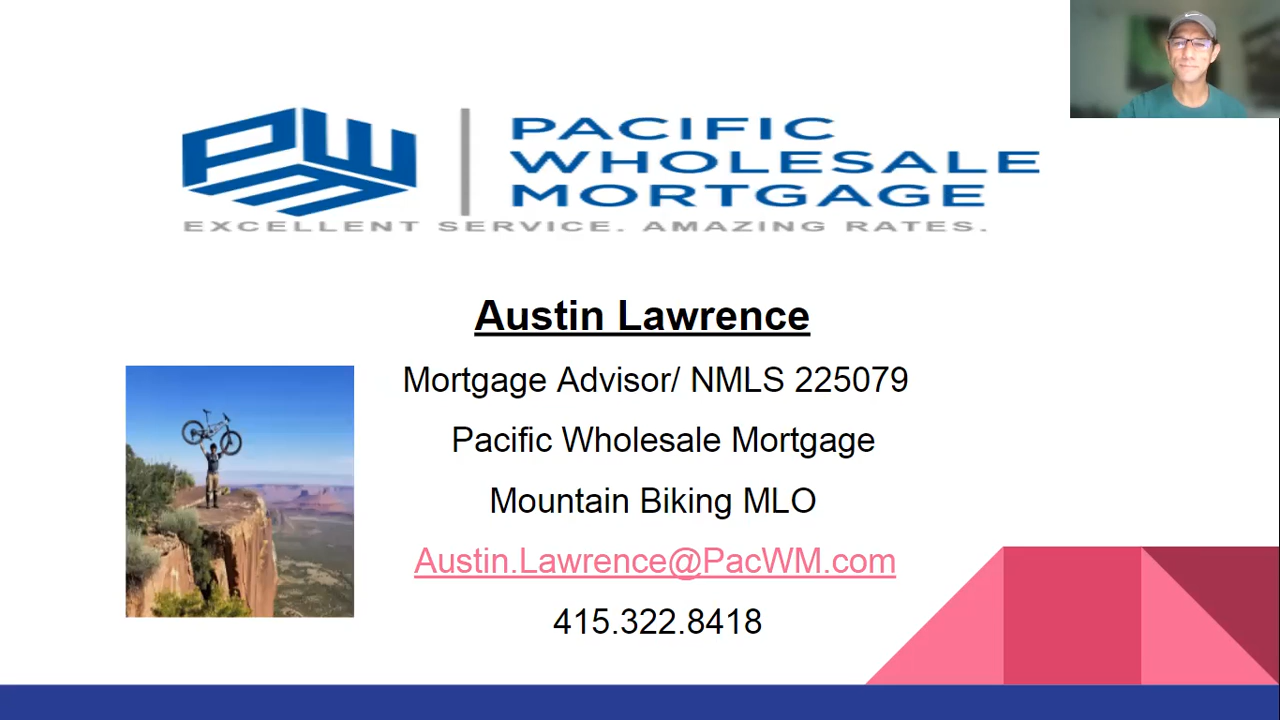 PWM
PACIFIC
WHOLESALE
MORTGAGE
EXCELLENT SERVICE. AMAZING RATES.
Austin Lawrence
Mortgage Advisor/ NMLS 225079
Pacific Wholesale Mortgage
Mountain Biking MLO
Austin.Lawrence@PacWM.com
415.322.8418